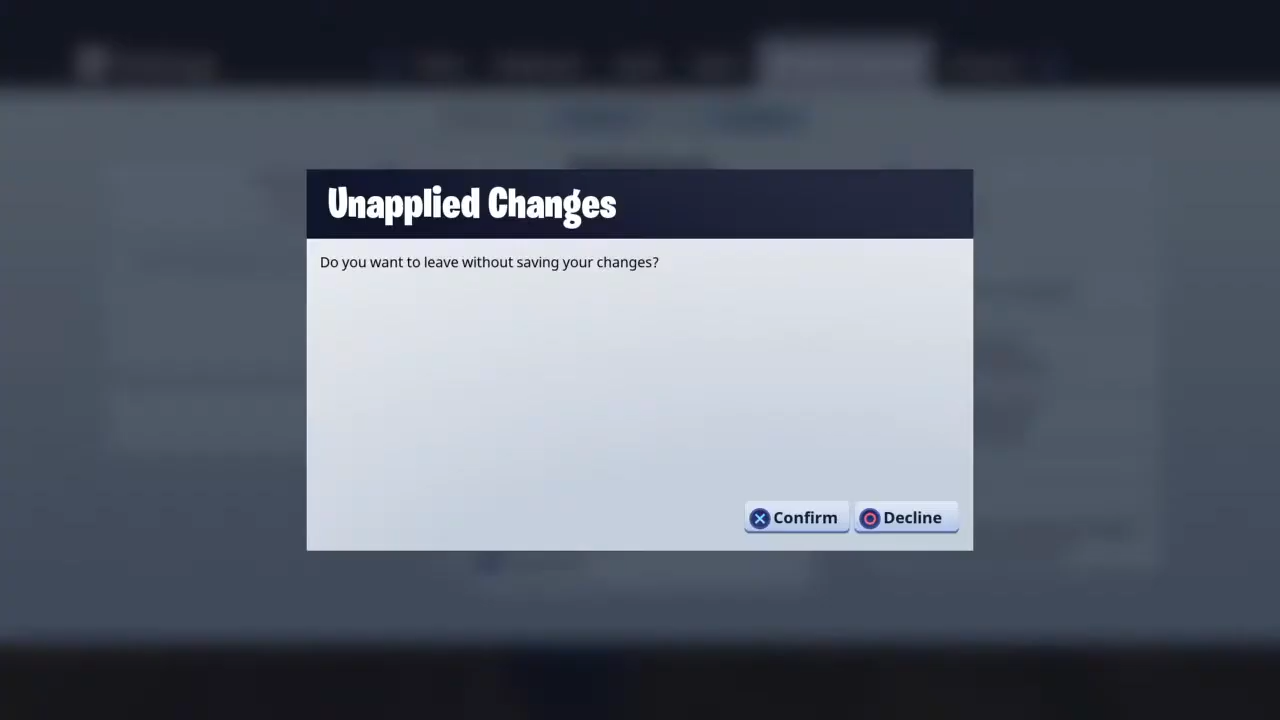 Unapplied Changes
Do you want to leave without saving your changes?
Confirm Decline